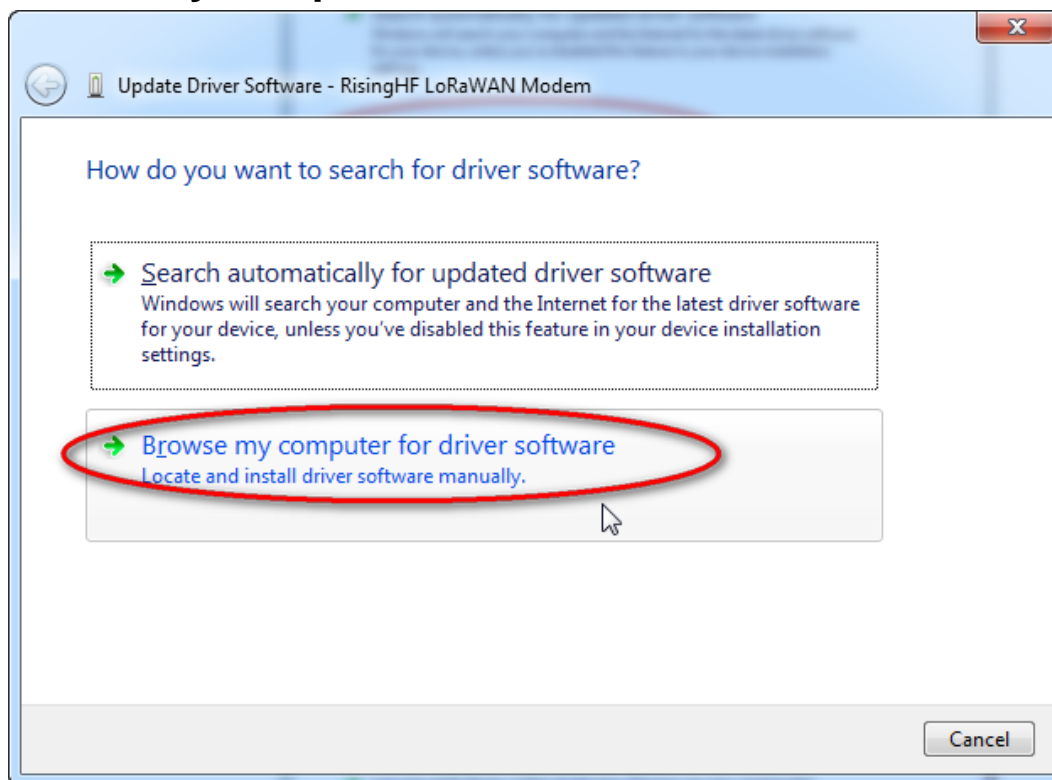 Update Driver Software - RisingHF LoRaWAN Modem
How do you want to search for driver software?
Search automatically for updated driver software
Windows will search your computer and the Internet for the latest driver software
for your device, unless you've disabled this feature in your device installation
settings.
Browse my computer for driver software
Locate and install driver software manually.
Cancel